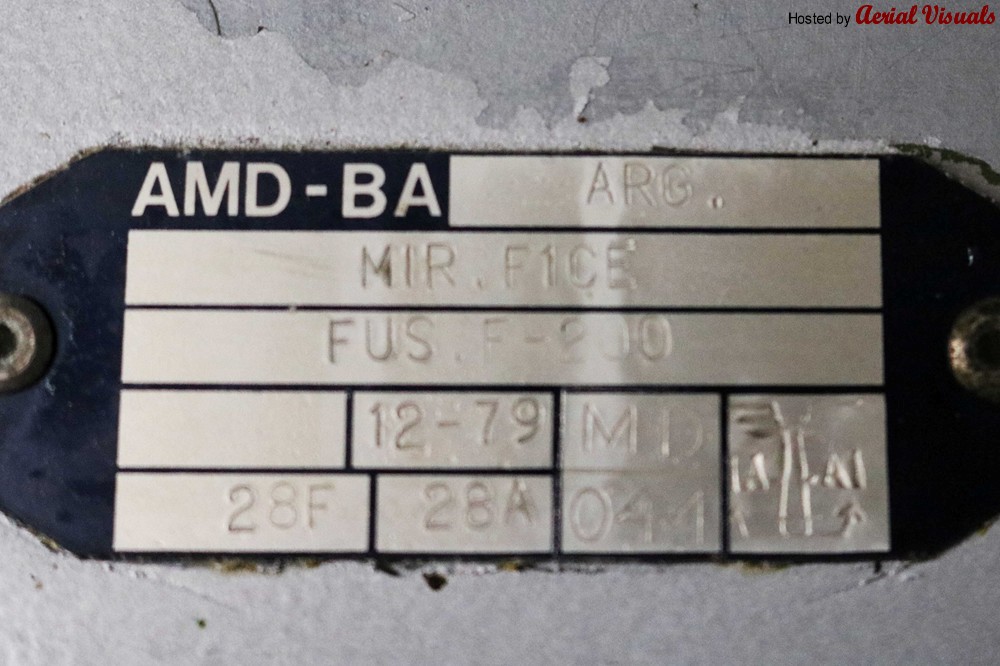 Hosted by Aerial Visuals
AMD-BA ARG.
MIR.F1CE
FUS.F-200
12-79 MD
28F 28A 044